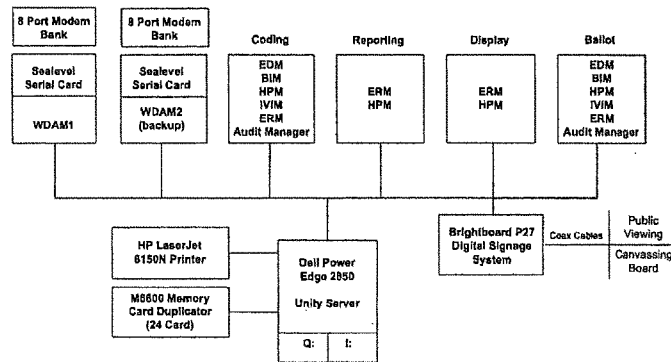 8 Port Modem
Bank
8 Port Modem
Bank
Coding
Reporting
Display
Ballot
Sealevel
Serial Card
WDAM1
Sealevel
Serial Card
WDAM2
(backup)
EDM
BIM
HPM
IVIM
ERM
Audit Manager
ERM
HPM
ERM
HPM
EDM
BIM
HPM
IVIM
ERM
Audit Manager
HP LaserJet
6150N Printer
M6600 Memory
Card Duplicator
(24 Card)
Dell Power
Edge 2850
Unity Server
Q:
I:
Brightboard P27
Digital Signage
System
Coax Cables
Public
Viewing
Canvassing
Board